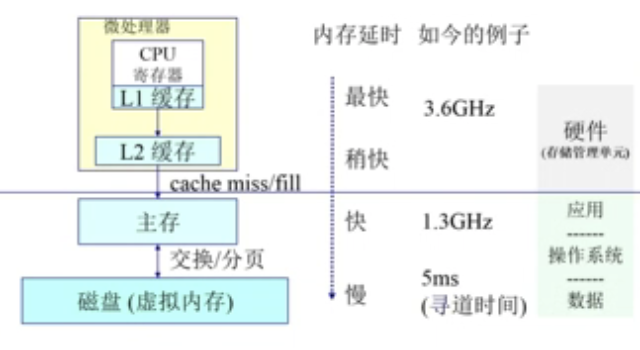 微处理器
CPU
寄存器
L1 缓存
L2 缓存
cache miss/fill
主存
交换/分页
磁盘 (虚拟内存)
内存延时
最快
稍快
快
慢
如今的例子
3.6GHz
1.3GHz
5ms
(寻道时间)
硬件
(存储管理单元)
应用
------
操作系统
------
数据